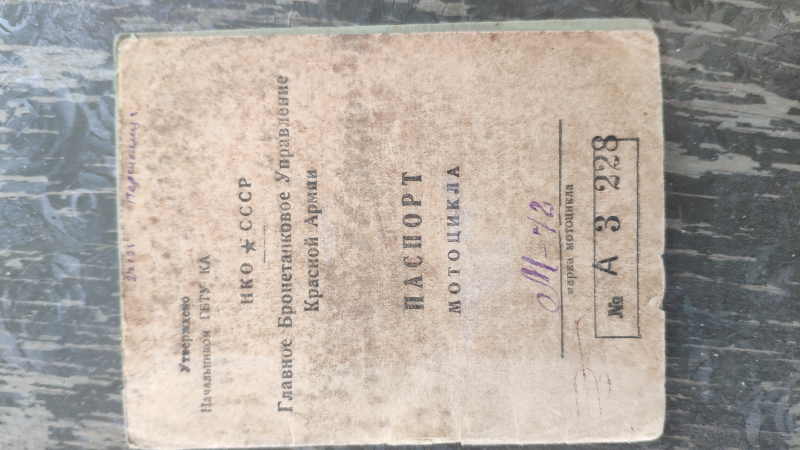 Утверждено
Начальником ГБТУ КА
НКО ★ СССР
Главное Бронетанковое Управление
Красной Армии
ПАСПОРТ
МОТОЦИКЛА
М-72
марка мотоцикла
№ А 3 228